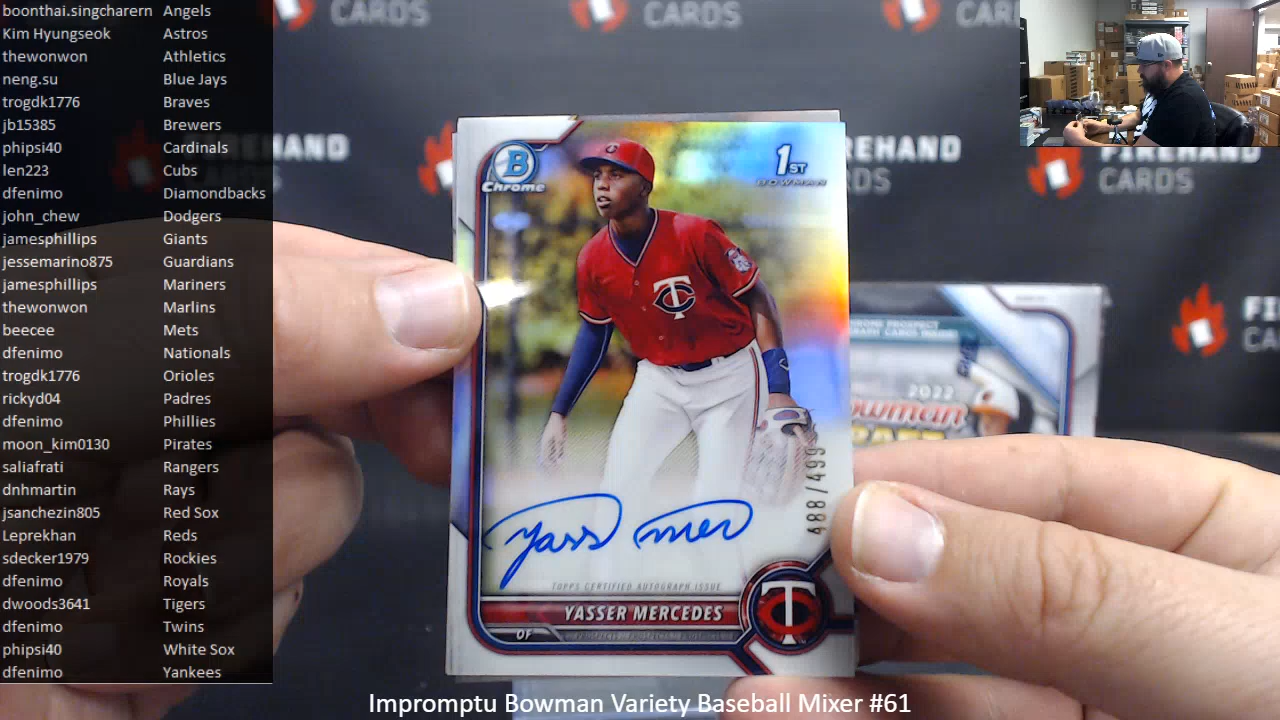 boonthai.singcharern Angels
Kim Hyungseok Astros
thewonwon Athletics
neng.su Blue Jays
trogdk1776 Braves
jb15385 Brewers
phipsi40 Cardinals
len223 Cubs
dfenimo Diamondbacks
john_chew Dodgers
jamesphillips Giants
jessemarino875 Guardians
jamesphillips Mariners
thewonwon Marlins
beecee Mets
dfenimo Nationals
trogdk1776 Orioles
rickyd04 Padres
dfenimo Phillies
moon_kim0130 Pirates
saliafrati Rangers
dnhmartin Rays
jsanchezin805 Red Sox
Leprekhan Reds
sdecker1979 Rockies
dfenimo Royals
dwoods3641 Tigers
dfenimo Twins
phipsi40 White Sox
dfenimo Yankees
CARDS
CARDS
CARDS
FIREHAND
CARDS
B
Chrome
1ST
BOWMAN
TC
488/499
Yass Mer
TOPPS CERTIFIED AUTOGRAPH ISSUE
YASSER MERCEDES
OF
TC
2022
Impromptu Bowman Variety Baseball Mixer #61